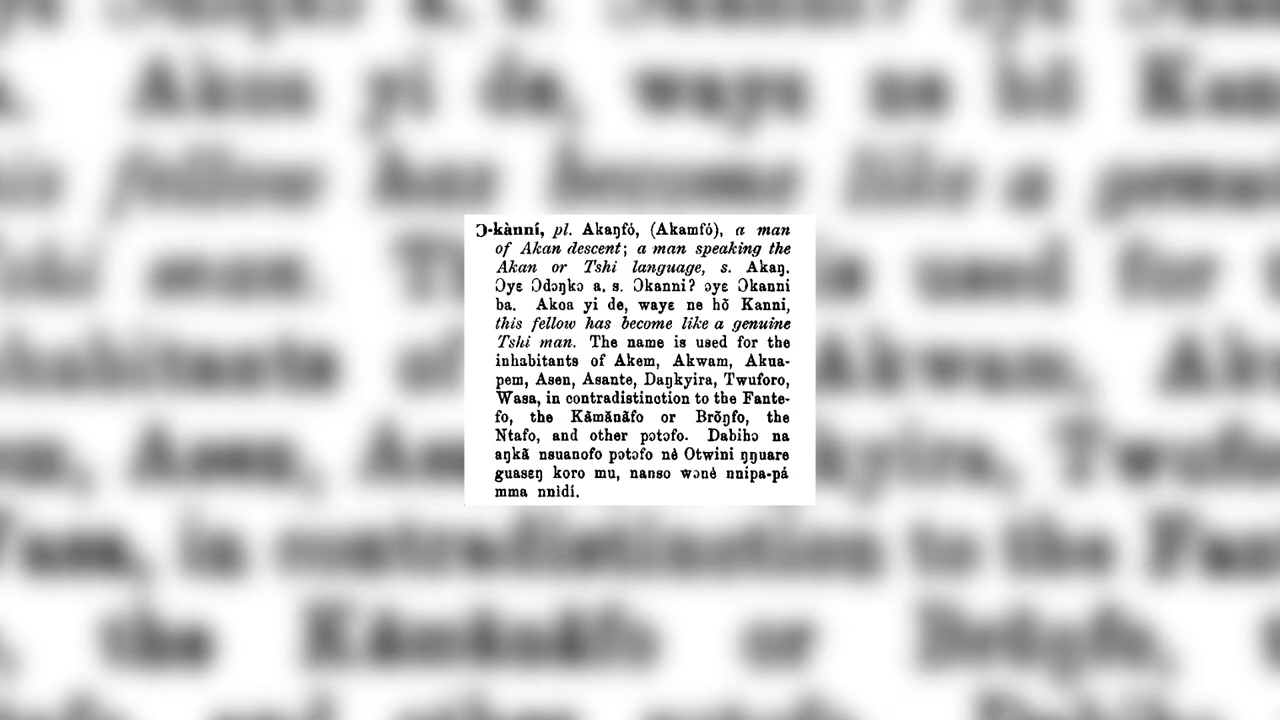 Ɔ-kànní, pl. Akaŋfó, (Akamfó), a man
of Akan descent; a man speaking the
Akan or Tshi language, s. Akaŋ.
Ɔyɛ Ɔdɔŋkɔ a. s. Ɔkanni? ɔyɛ Ɔkanni
ba. Akoa yi de, wayɛ ne hõ Kanni,
this fellow has become like a genuine
Tshi man. The name is used for the
inhabitants of Akem, Akwam, Akua-
pem, Asen, Asante, Daŋkyira, Twuforo,
Wasa, in contradistinction to the Fante-
fo, the Kãmãnãfo or Brõŋfo, the
Ntafo, and other pɔtɔfo. Dabihɔ na
aŋkã nsuanofo pɔtɔfo nè Otwini ŋŋuare
guaseŋ koro mu, nanso wɔnè nnipa-pá
mma nnidí.